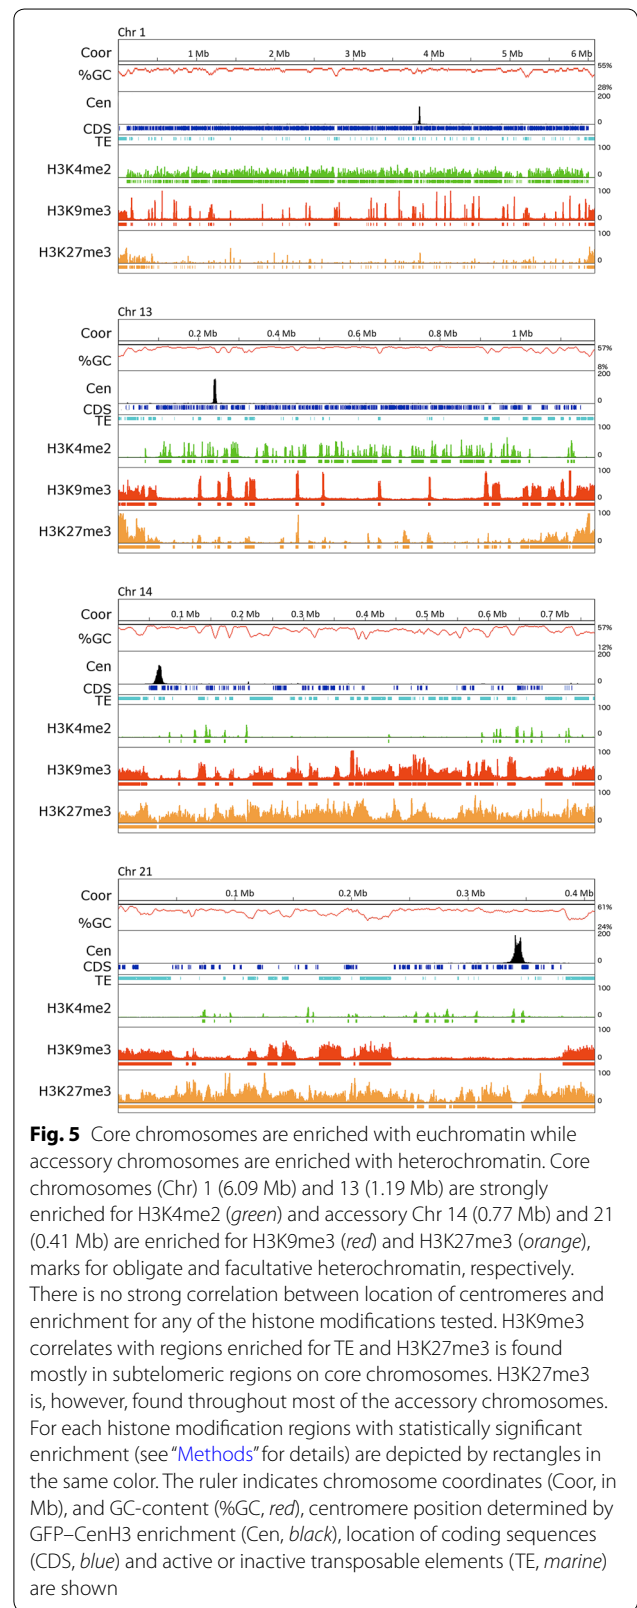 Chr 1
Coor 1 Mb 2 Mb 3 Mb 4 Mb 5 Mb 6 Mb
%GC 55% 28%
Cen 200 0
CDS
TE
H3K4me2 100 0
H3K9me3 100 0
H3K27me3 100 0
Chr 13
Coor 0.2 Mb 0.4 Mb 0.6 Mb 0.8 Mb 1 Mb
%GC 57% 8%
Cen 200 0
CDS
TE
H3K4me2 100 0
H3K9me3 100 0
H3K27me3 100 0
Chr 14
Coor 0.1 Mb 0.2 Mb 0.3 Mb 0.4 Mb 0.5 Mb 0.6 Mb 0.7 Mb
%GC 57% 12%
Cen 200 0
CDS
TE
H3K4me2 100 0
H3K9me3 100 0
H3K27me3 100 0
Chr 21
Coor 0.1 Mb 0.2 Mb 0.3 Mb 0.4 Mb
%GC 61% 24%
Cen 200 0
CDS
TE
H3K4me2 100 0
H3K9me3 100 0
H3K27me3 100 0
Fig. 5 Core chromosomes are enriched with euchromatin while
accessory chromosomes are enriched with heterochromatin. Core
chromosomes (Chr) 1 (6.09 Mb) and 13 (1.19 Mb) are strongly
enriched for H3K4me2 (green) and accessory Chr 14 (0.77 Mb) and 21
(0.41 Mb) are enriched for H3K9me3 (red) and H3K27me3 (orange),
marks for obligate and facultative heterochromatin, respectively.
There is no strong correlation between location of centromeres and
enrichment for any of the histone modifications tested. H3K9me3
correlates with regions enriched for TE and H3K27me3 is found
mostly in subtelomeric regions on core chromosomes. H3K27me3
is, however, found throughout most of the accessory chromosomes.
For each histone modification regions with statistically significant
enrichment (see "Methods" for details) are depicted by rectangles in
the same color. The ruler indicates chromosome coordinates (Coor, in
Mb), and GC-content (%GC, red), centromere position determined by
GFP–CenH3 enrichment (Cen, black), location of coding sequences
(CDS, blue) and active or inactive transposable elements (TE, marine)
are shown